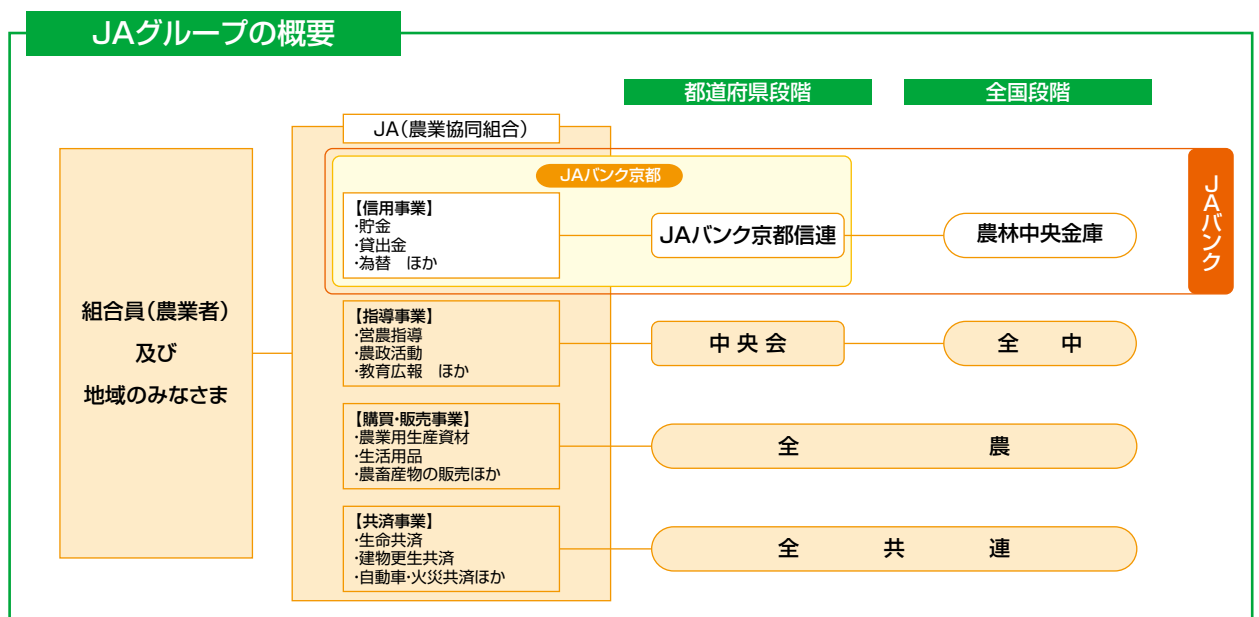 JAグループの概要
都道府県段階
全国段階
JA(農業協同組合)
JAバンク京都
JAバンク
【信用事業】
・貯金
・貸出金
・為替 ほか
JAバンク京都信連
農林中央金庫
組合員(農業者)
及び
地域のみなさま
【指導事業】
・営農指導
・農政活動
・教育広報 ほか
中央会
全 中
【購買・販売事業】
・農業用生産資材
・生活用品
・農畜産物の販売ほか
全 農
【共済事業】
・生命共済
・建物更生共済
・自動車・火災共済ほか
全 共 連